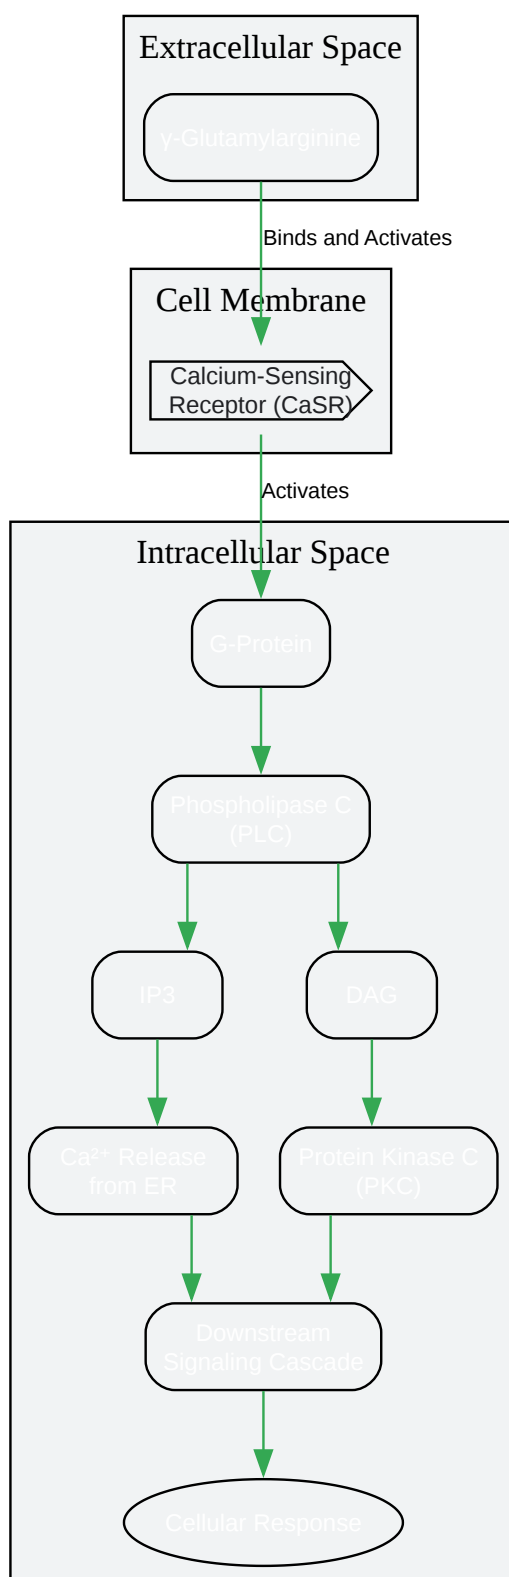 Extracellular Space
γ-Glutamylarginine
Binds and Activates
Cell Membrane
Calcium-Sensing
Receptor (CaSR)
Activates
Intracellular Space
G-Protein
Phospholipase C
(PLC)
IP3
DAG
Ca²⁺ Release
from ER
Protein Kinase C
(PKC)
Downstream
Signaling Cascade
Cellular Response